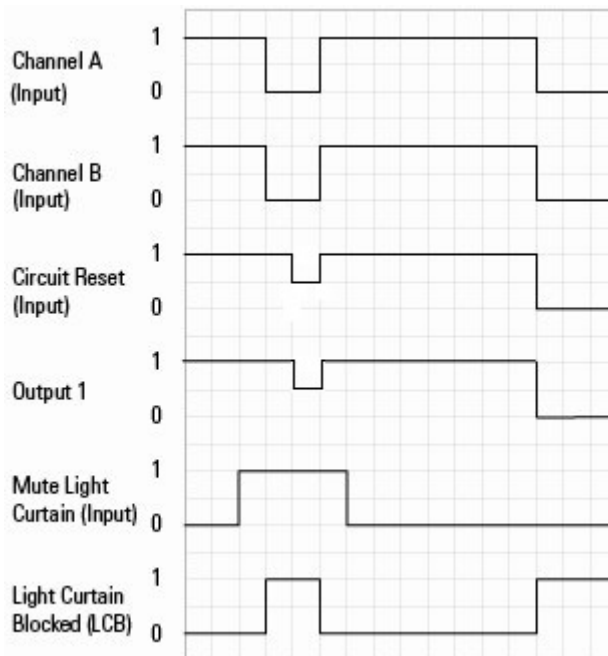 1
Channel A
(Input)
0
1
Channel B
(Input)
0
1
Circuit Reset
(Input)
0
1
Output 1
0
1
Mute Light
Curtain (Input)
0
1
Light Curtain
Blocked (LCB)
0